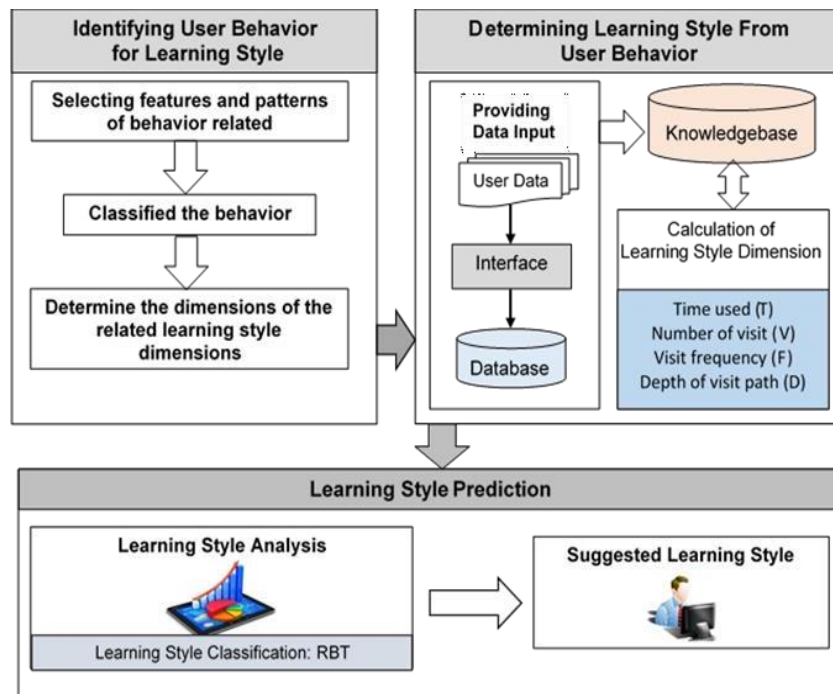 Identifying User Behavior
for Learning Style
Selecting features and patterns
of behavior related
Classified the behavior
Determine the dimensions of the
related learning style
dimensions
Determining Learning Style From
User Behavior
Providing
Data Input
User Data
Interface
Database
Knowledgebase
Calculation of
Learning Style Dimension
Time used (T)
Number of visit (V)
Visit frequency (F)
Depth of visit path (D)
Learning Style Prediction
Learning Style Analysis
Learning Style Classification: RBT
Suggested Learning Style